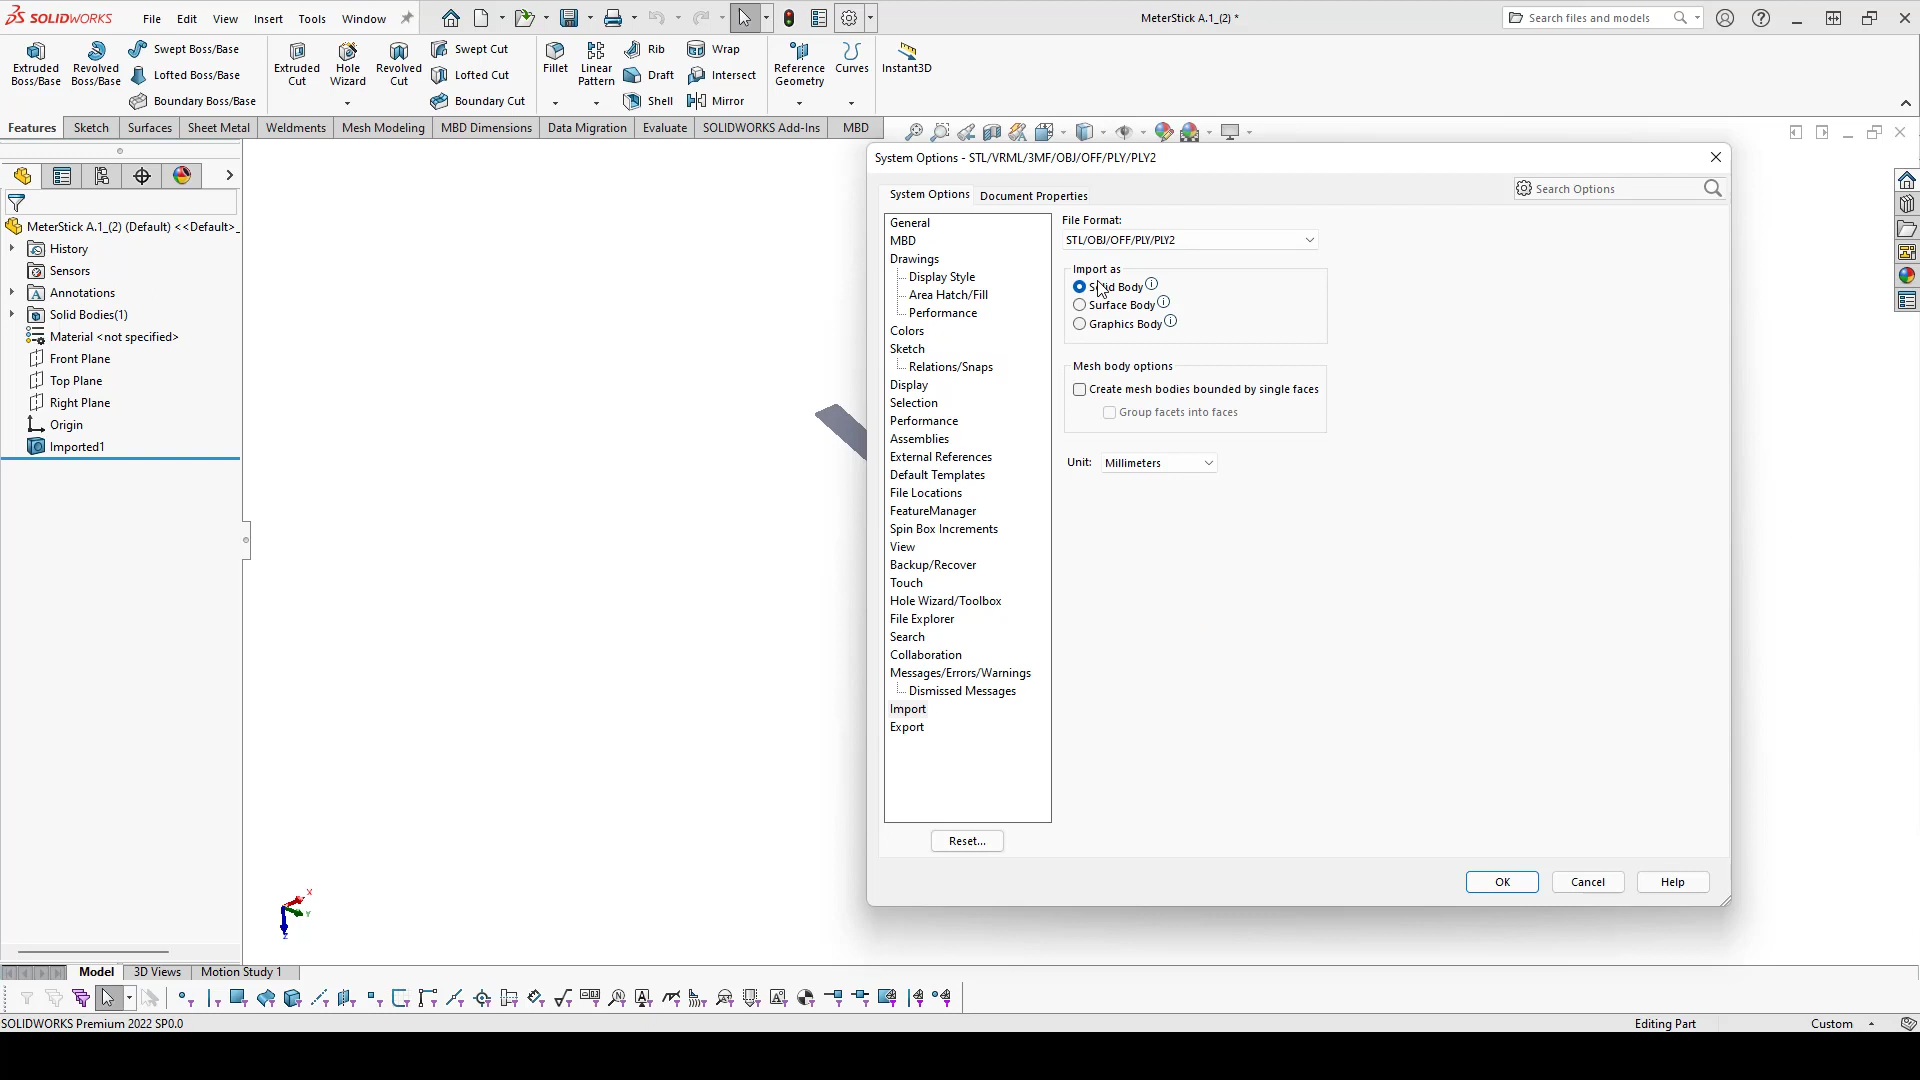 SOLIDWORKS File Edit View Insert Tools Window MeterStick A.1_(2) * Search files and models
Extruded Boss/Base
Revolved Boss/Base
Swept Boss/Base
Lofted Boss/Base
Boundary Boss/Base
Extruded Cut
Hole Wizard
Revolved Cut
Swept Cut
Lofted Cut
Boundary Cut
Fillet
Linear Pattern
Rib
Draft
Shell
Wrap
Intersect
Mirror
Reference Geometry
Curves
Instant3D
Features Sketch Surfaces Sheet Metal Weldments Mesh Modeling MBD Dimensions Data Migration Evaluate SOLIDWORKS Add-Ins MBD
MeterStick A.1_(2) (Default) <<Default>_
History
Sensors
Annotations
Solid Bodies(1)
Material <not specified>
Front Plane
Top Plane
Right Plane
Origin
Imported1
System Options - STL/VRML/3MF/OBJ/OFF/PLY/PLY2
System Options Document Properties Search Options
General
MBD
Drawings
Display Style
Area Hatch/Fill
Performance
Colors
Sketch
Relations/Snaps
Display
Selection
Performance
Assemblies
External References
Default Templates
File Locations
FeatureManager
Spin Box Increments
View
Backup/Recover
Touch
Hole Wizard/Toolbox
File Explorer
Search
Collaboration
Messages/Errors/Warnings
Dismissed Messages
Import
Export
Reset...
File Format:
STL/OBJ/OFF/PLY/PLY2
Import as
Solid Body
Surface Body
Graphics Body
Mesh body options
Create mesh bodies bounded by single faces
Group facets into faces
Unit: Millimeters
OK Cancel Help
X
Y
Z
Model 3D Views Motion Study 1
SOLIDWORKS Premium 2022 SP0.0 Editing Part Custom